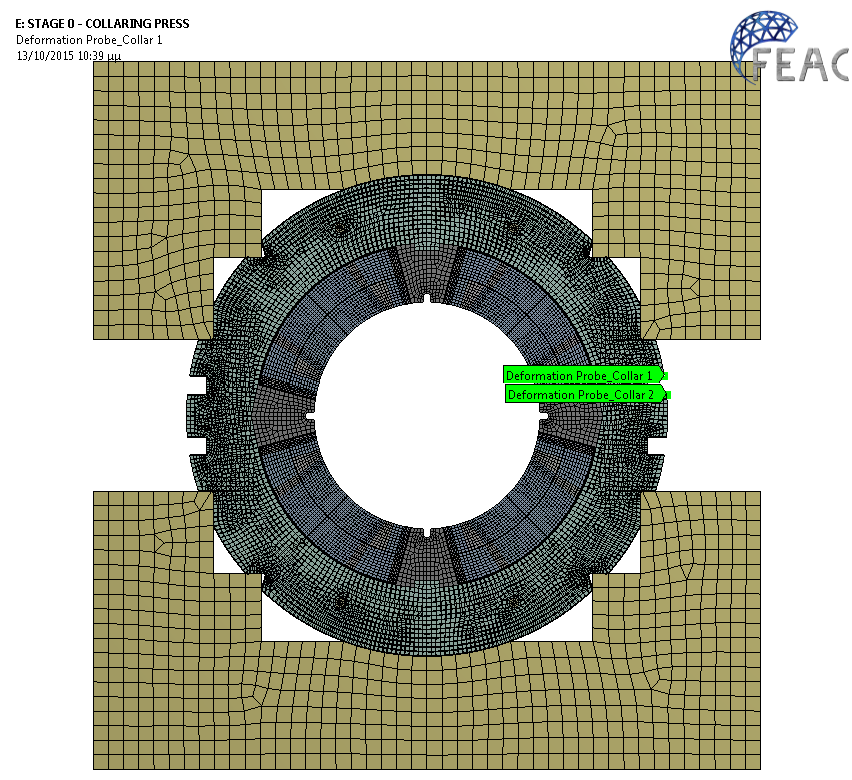 E: STAGE 0 - COLLARING PRESS
Deformation Probe_Collar 1
13/10/2015 10:39 μμ
FEAC
Deformation Probe_Collar 1
Deformation Probe_Collar 2